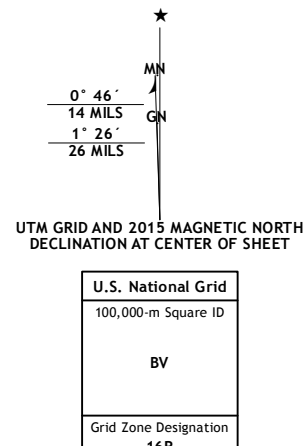 MN
0° 46´
14 MILS
GN
1° 26´
26 MILS
UTM GRID AND 2015 MAGNETIC NORTH
DECLINATION AT CENTER OF SHEET
U.S. National Grid
100,000-m Square ID
BV
Grid Zone Designation
16R